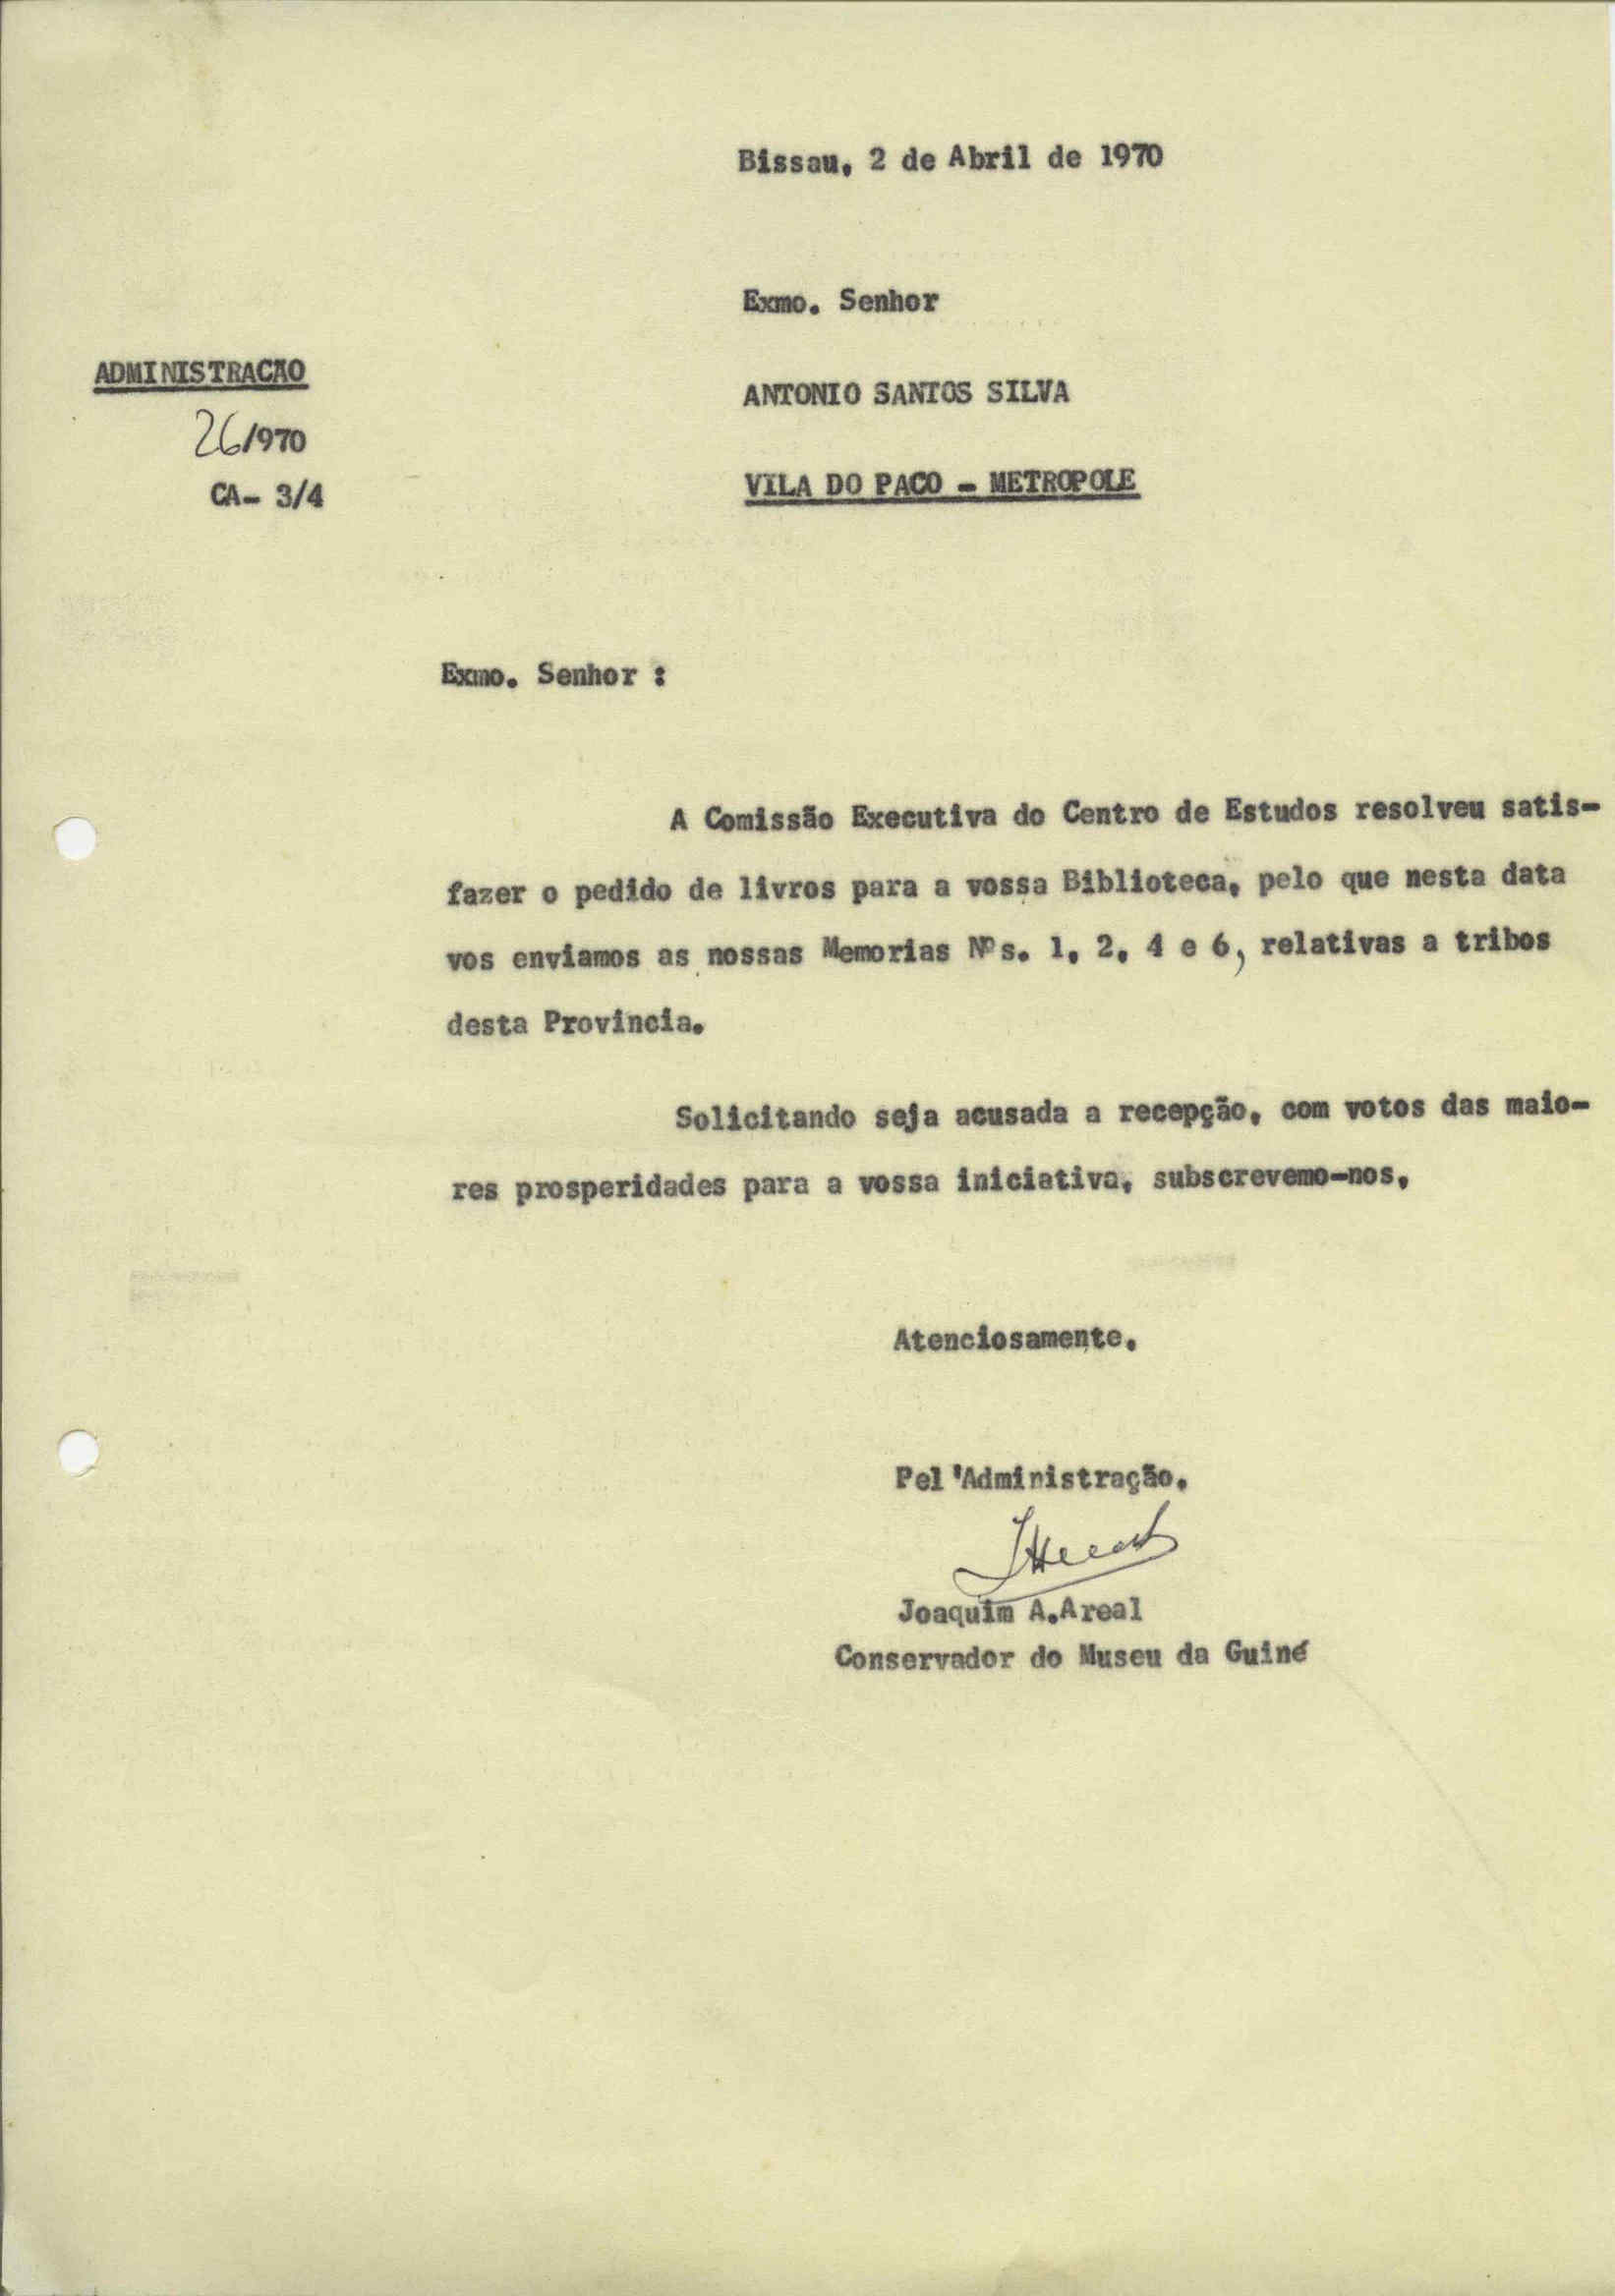 Bissau, 2 de Abril de 1970
Exmo. Senhor
ADMINISTRACAO
26/970
CA- 3/4
ANTONIO SANTOS SILVA
VILA DO PACO - METROPOLE
Exmo. Senhor :
A Comissão Executiva do Centro de Estudos resolveu satis-
fazer o pedido de livros para a vossa Biblioteca, pelo que nesta data
vos enviamos as nossas Memorias Nºs. 1, 2, 4 e 6, relativas a tribos
desta Provincia.
Solicitando seja acusada a recepção, com votos das maio-
res prosperidades para a vossa iniciativa, subscrevemo-nos,
Atenciosamente.
Pel'Administração.
Joaquim A.Areal
Conservador do Museu da Guiné